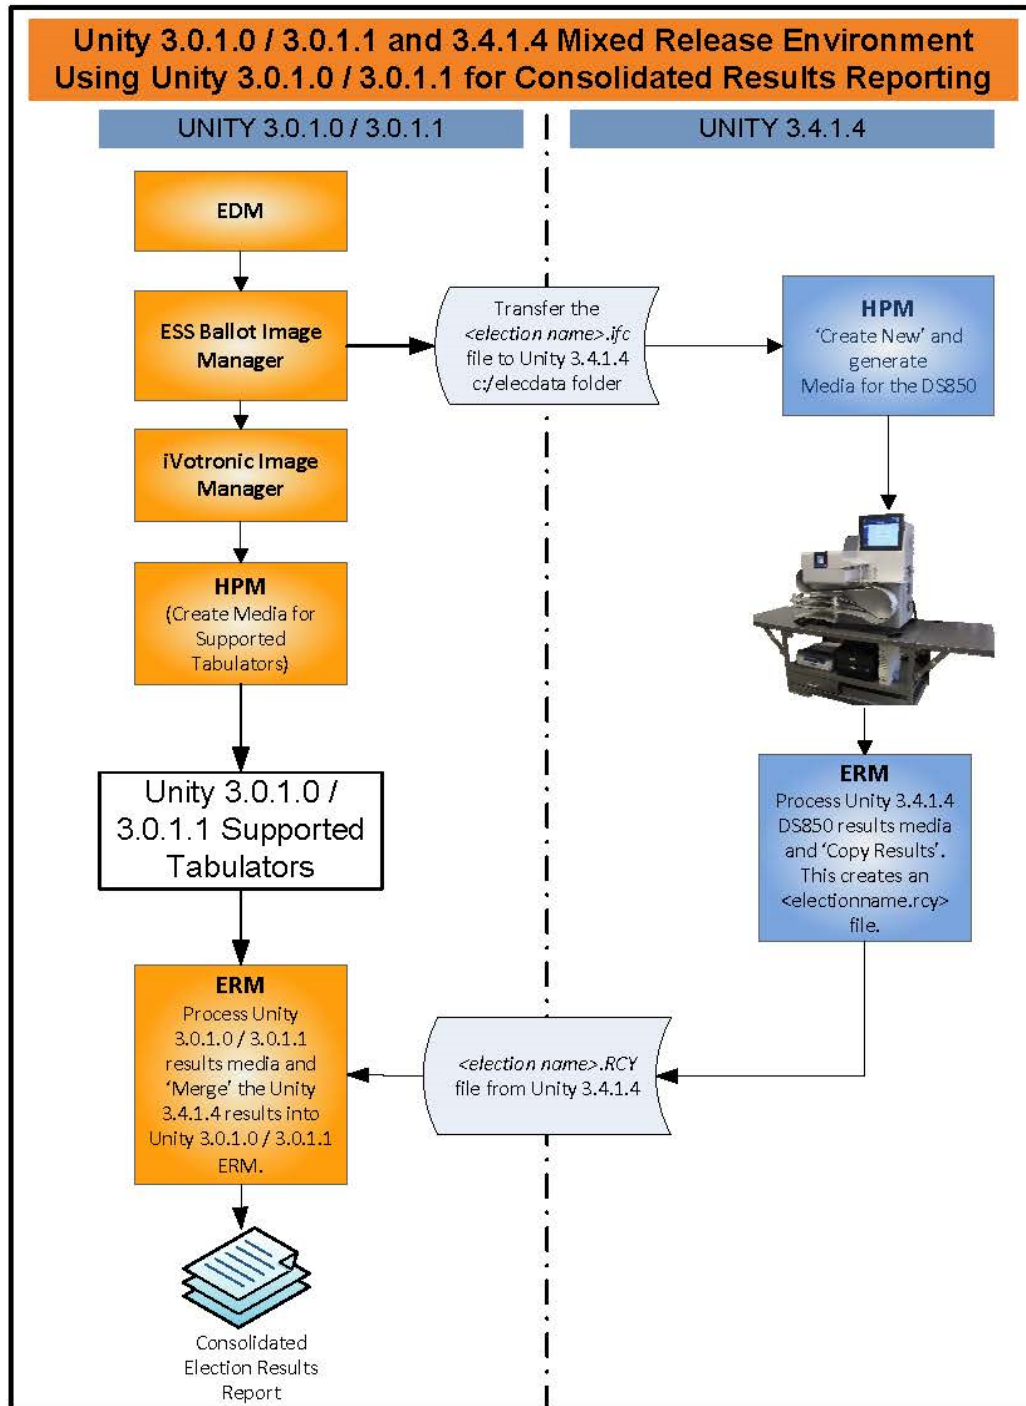 Unity 3.0.1.0 / 3.0.1.1 and 3.4.1.4 Mixed Release Environment
Using Unity 3.0.1.0 / 3.0.1.1 for Consolidated Results Reporting
UNITY 3.0.1.0 / 3.0.1.1
UNITY 3.4.1.4
EDM
ESS Ballot Image
Manager
Transfer the
<election name>.ifc
file to Unity 3.4.1.4
c:/elecdata folder
HPM
‘Create New’ and
generate
Media for the DS850
iVotronic Image
Manager
HPM
(Create Media for
Supported
Tabulators)
Unity 3.0.1.0 /
3.0.1.1 Supported
Tabulators
ERM
Process Unity 3.4.1.4
DS850 results media
and ‘Copy Results’.
This creates an
<electionname.rcy>
file.
ERM
Process Unity
3.0.1.0 / 3.0.1.1
results media and
‘Merge’ the Unity
3.4.1.4 results into
Unity 3.0.1.0 / 3.0.1.1
ERM.
<election name>.RCY
file from Unity 3.4.1.4
Consolidated
Election Results
Report